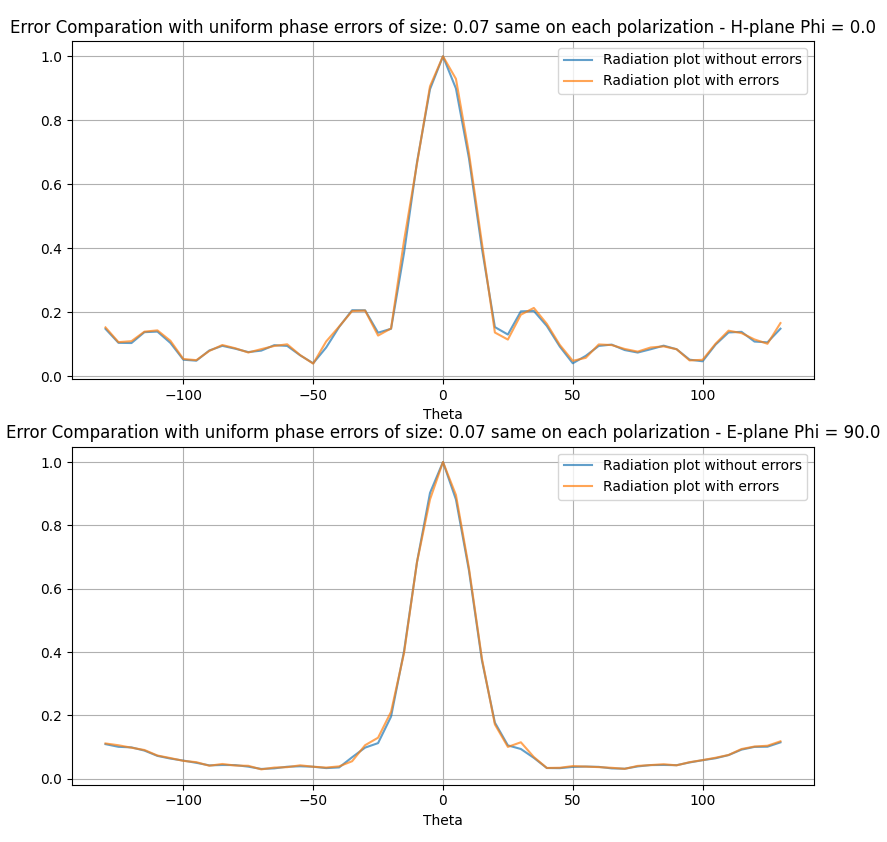 Error Comparation with uniform phase errors of size: 0.07 same on each polarization - H-plane Phi = 0.0
Radiation plot without errors
Radiation plot with errors
1.0
0.8
0.6
0.4
0.2
0.0
−100
−50
0
50
100
Theta
Error Comparation with uniform phase errors of size: 0.07 same on each polarization - E-plane Phi = 90.0
Radiation plot without errors
Radiation plot with errors
1.0
0.8
0.6
0.4
0.2
0.0
−100
−50
0
50
100
Theta